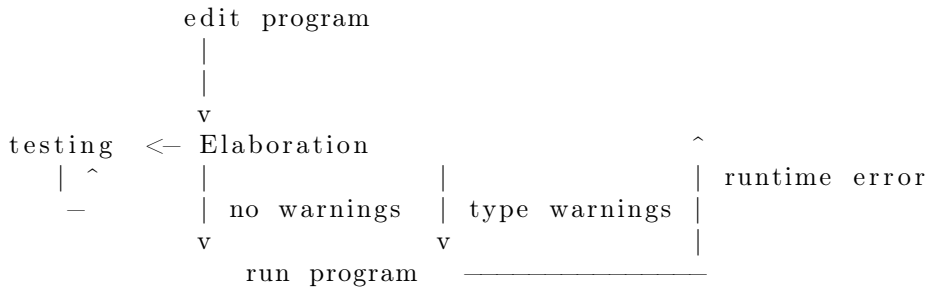 edit program
|
|
v
testing <— Elaboration ^
| ^ | | | runtime error
— | no warnings | type warnings |
v v |
run program ———————————————